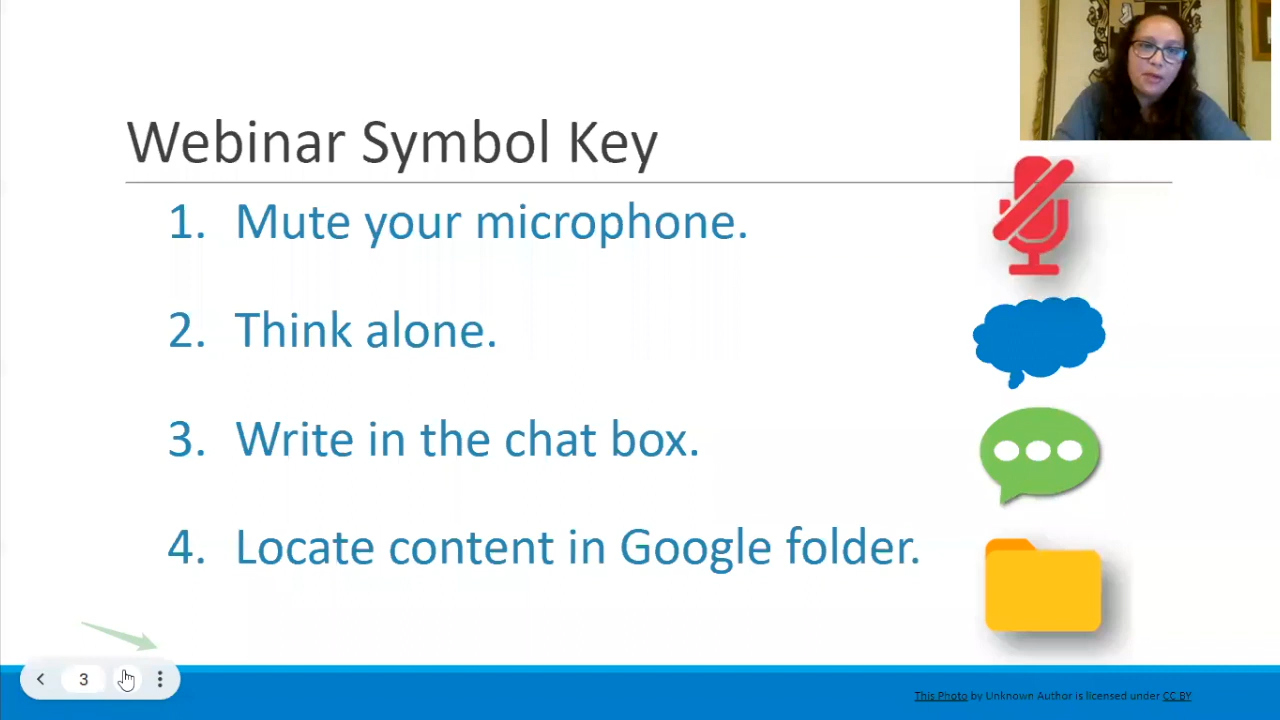 Webinar Symbol Key
1. Mute your microphone.
2. Think alone.
3. Write in the chat box.
4. Locate content in Google folder.
3
This Photo by Unknown Author is licensed under CC BY